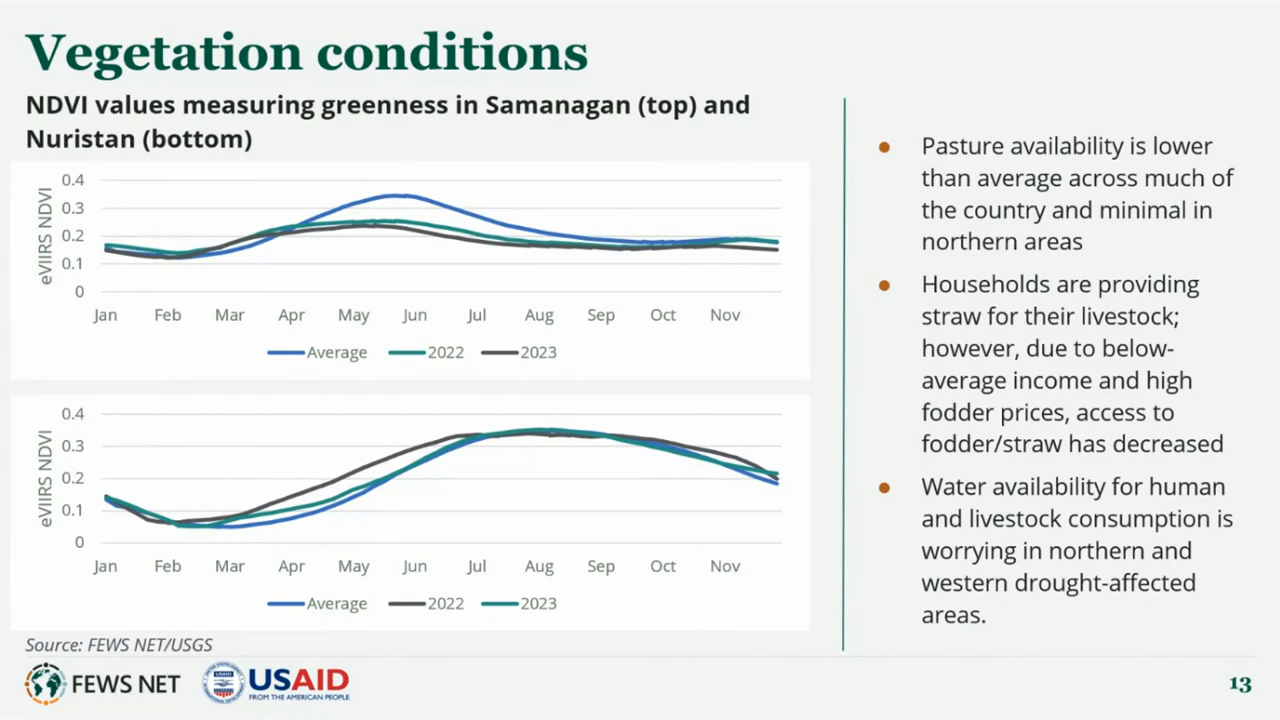 Vegetation conditions
NDVI values measuring greenness in Samanagan (top) and
Nuristan (bottom)
eVIIRS NDVI
0.4
0.3
0.2
0.1
0
Jan Feb Mar Apr May Jun Jul Aug Sep Oct Nov
Average 2022 2023
eVIIRS NDVI
0.4
0.3
0.2
0.1
0
Jan Feb Mar Apr May Jun Jul Aug Sep Oct Nov
Average 2022 2023
Source: FEWS NET/USGS
● Pasture availability is lower
than average across much of
the country and minimal in
northern areas
● Households are providing
straw for their livestock;
however, due to below-
average income and high
fodder prices, access to
fodder/straw has decreased
● Water availability for human
and livestock consumption is
worrying in northern and
western drought-affected
areas.
FEWS NET
USAID
USAID
FROM THE AMERICAN PEOPLE
13